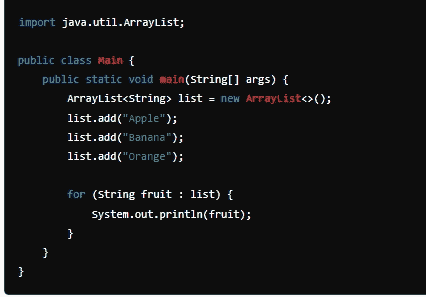 import java.util.ArrayList;

public class Main {
    public static void main(String[] args) {
        ArrayList<String> list = new ArrayList<>();
        list.add("Apple");
        list.add("Banana");
        list.add("Orange");

        for (String fruit : list) {
            System.out.println(fruit);
        }
    }
}